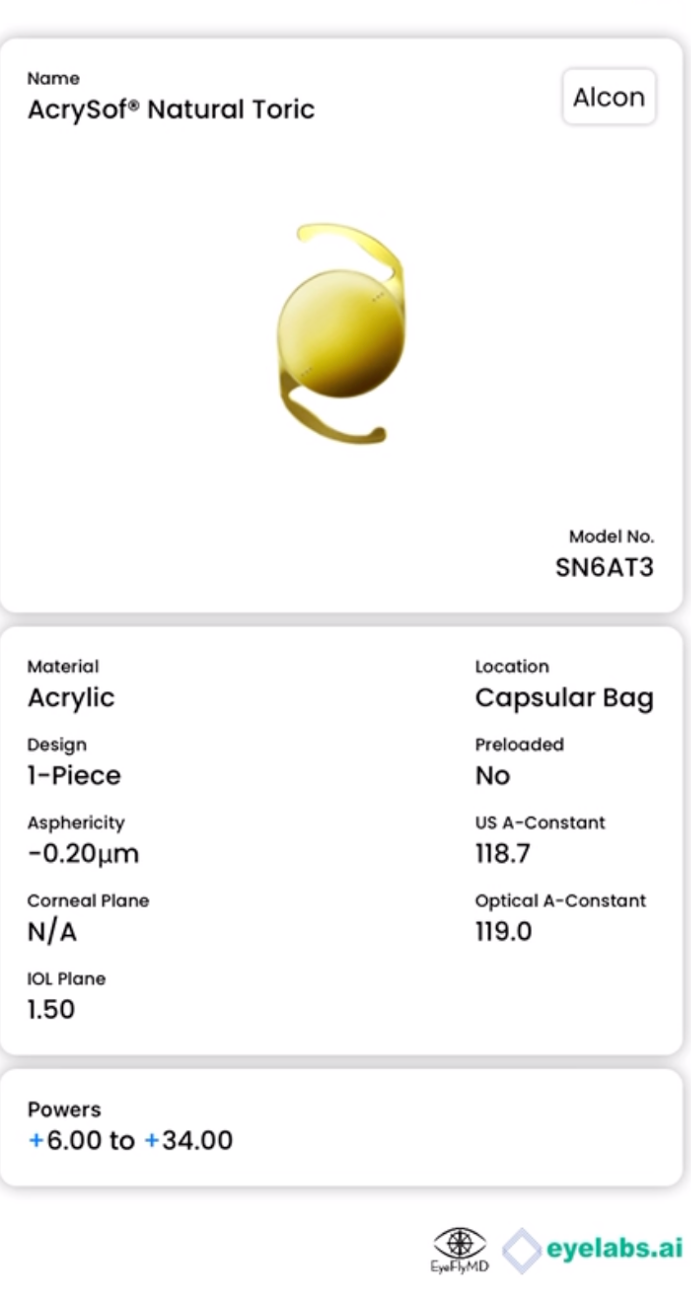 Name
AcrySof® Natural Toric
Alcon
Model No.
SN6AT3
Material
Acrylic
Location
Capsular Bag
Design
1-Piece
Preloaded
No
Asphericity
-0.20μm
US A-Constant
118.7
Corneal Plane
N/A
Optical A-Constant
119.0
IOL Plane
1.50
Powers
+6.00 to +34.00
EyeFlyMD
eyelabs.ai